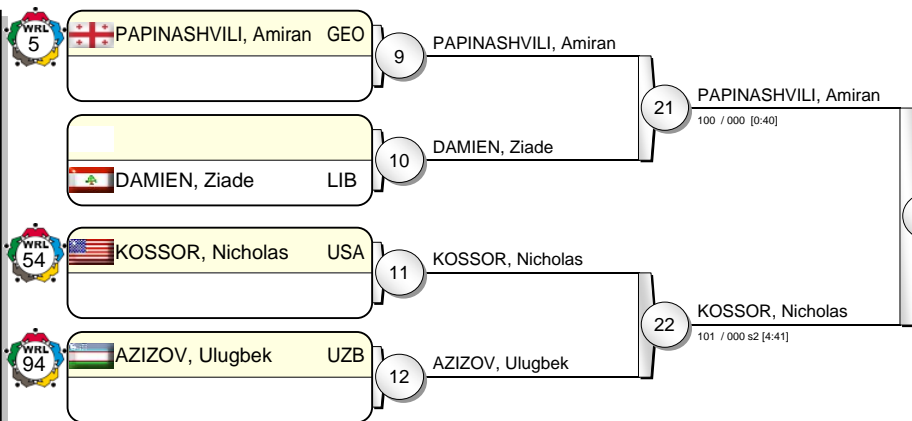 WRL
5
PAPINASHVILI, Amiran GEO
9
PAPINASHVILI, Amiran
21
PAPINASHVILI, Amiran
100 / 000 [0:40]
10
DAMIEN, Ziade
DAMIEN, Ziade LIB
WRL
54
KOSSOR, Nicholas USA
11
KOSSOR, Nicholas
22
KOSSOR, Nicholas
101 / 000 s2 [4:41]
WRL
94
AZIZOV, Ulugbek UZB
12
AZIZOV, Ulugbek